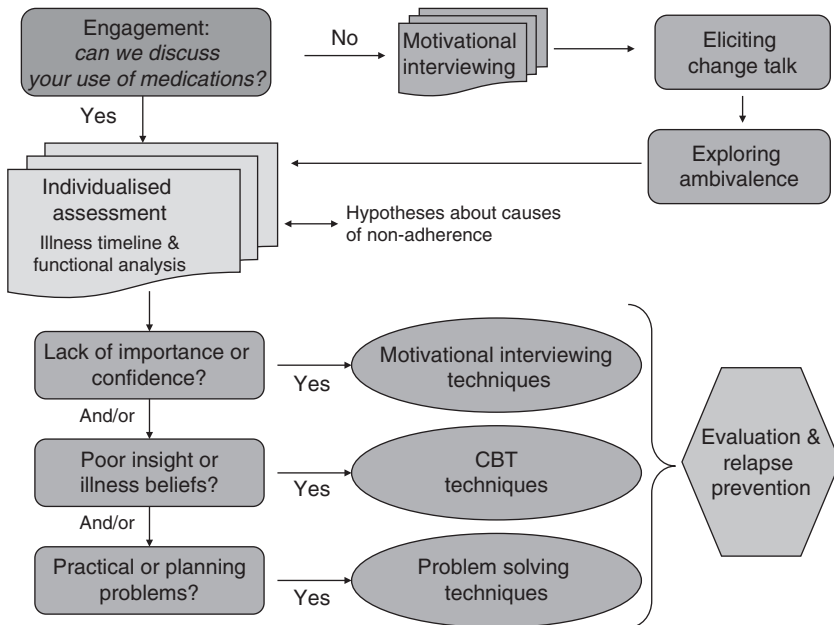 Engagement:
can we discuss
your use of medications?
No
Motivational
interviewing
Eliciting
change talk
Yes
Exploring
ambivalence
Individualised
assessment
Illness timeline &
functional analysis
Hypotheses about causes
of non-adherence
Lack of importance or
confidence?
Yes
Motivational interviewing
techniques
And/or
Poor insight or
illness beliefs?
Yes
CBT
techniques
Evaluation &
relapse
prevention
And/or
Practical or planning
problems?
Yes
Problem solving
techniques